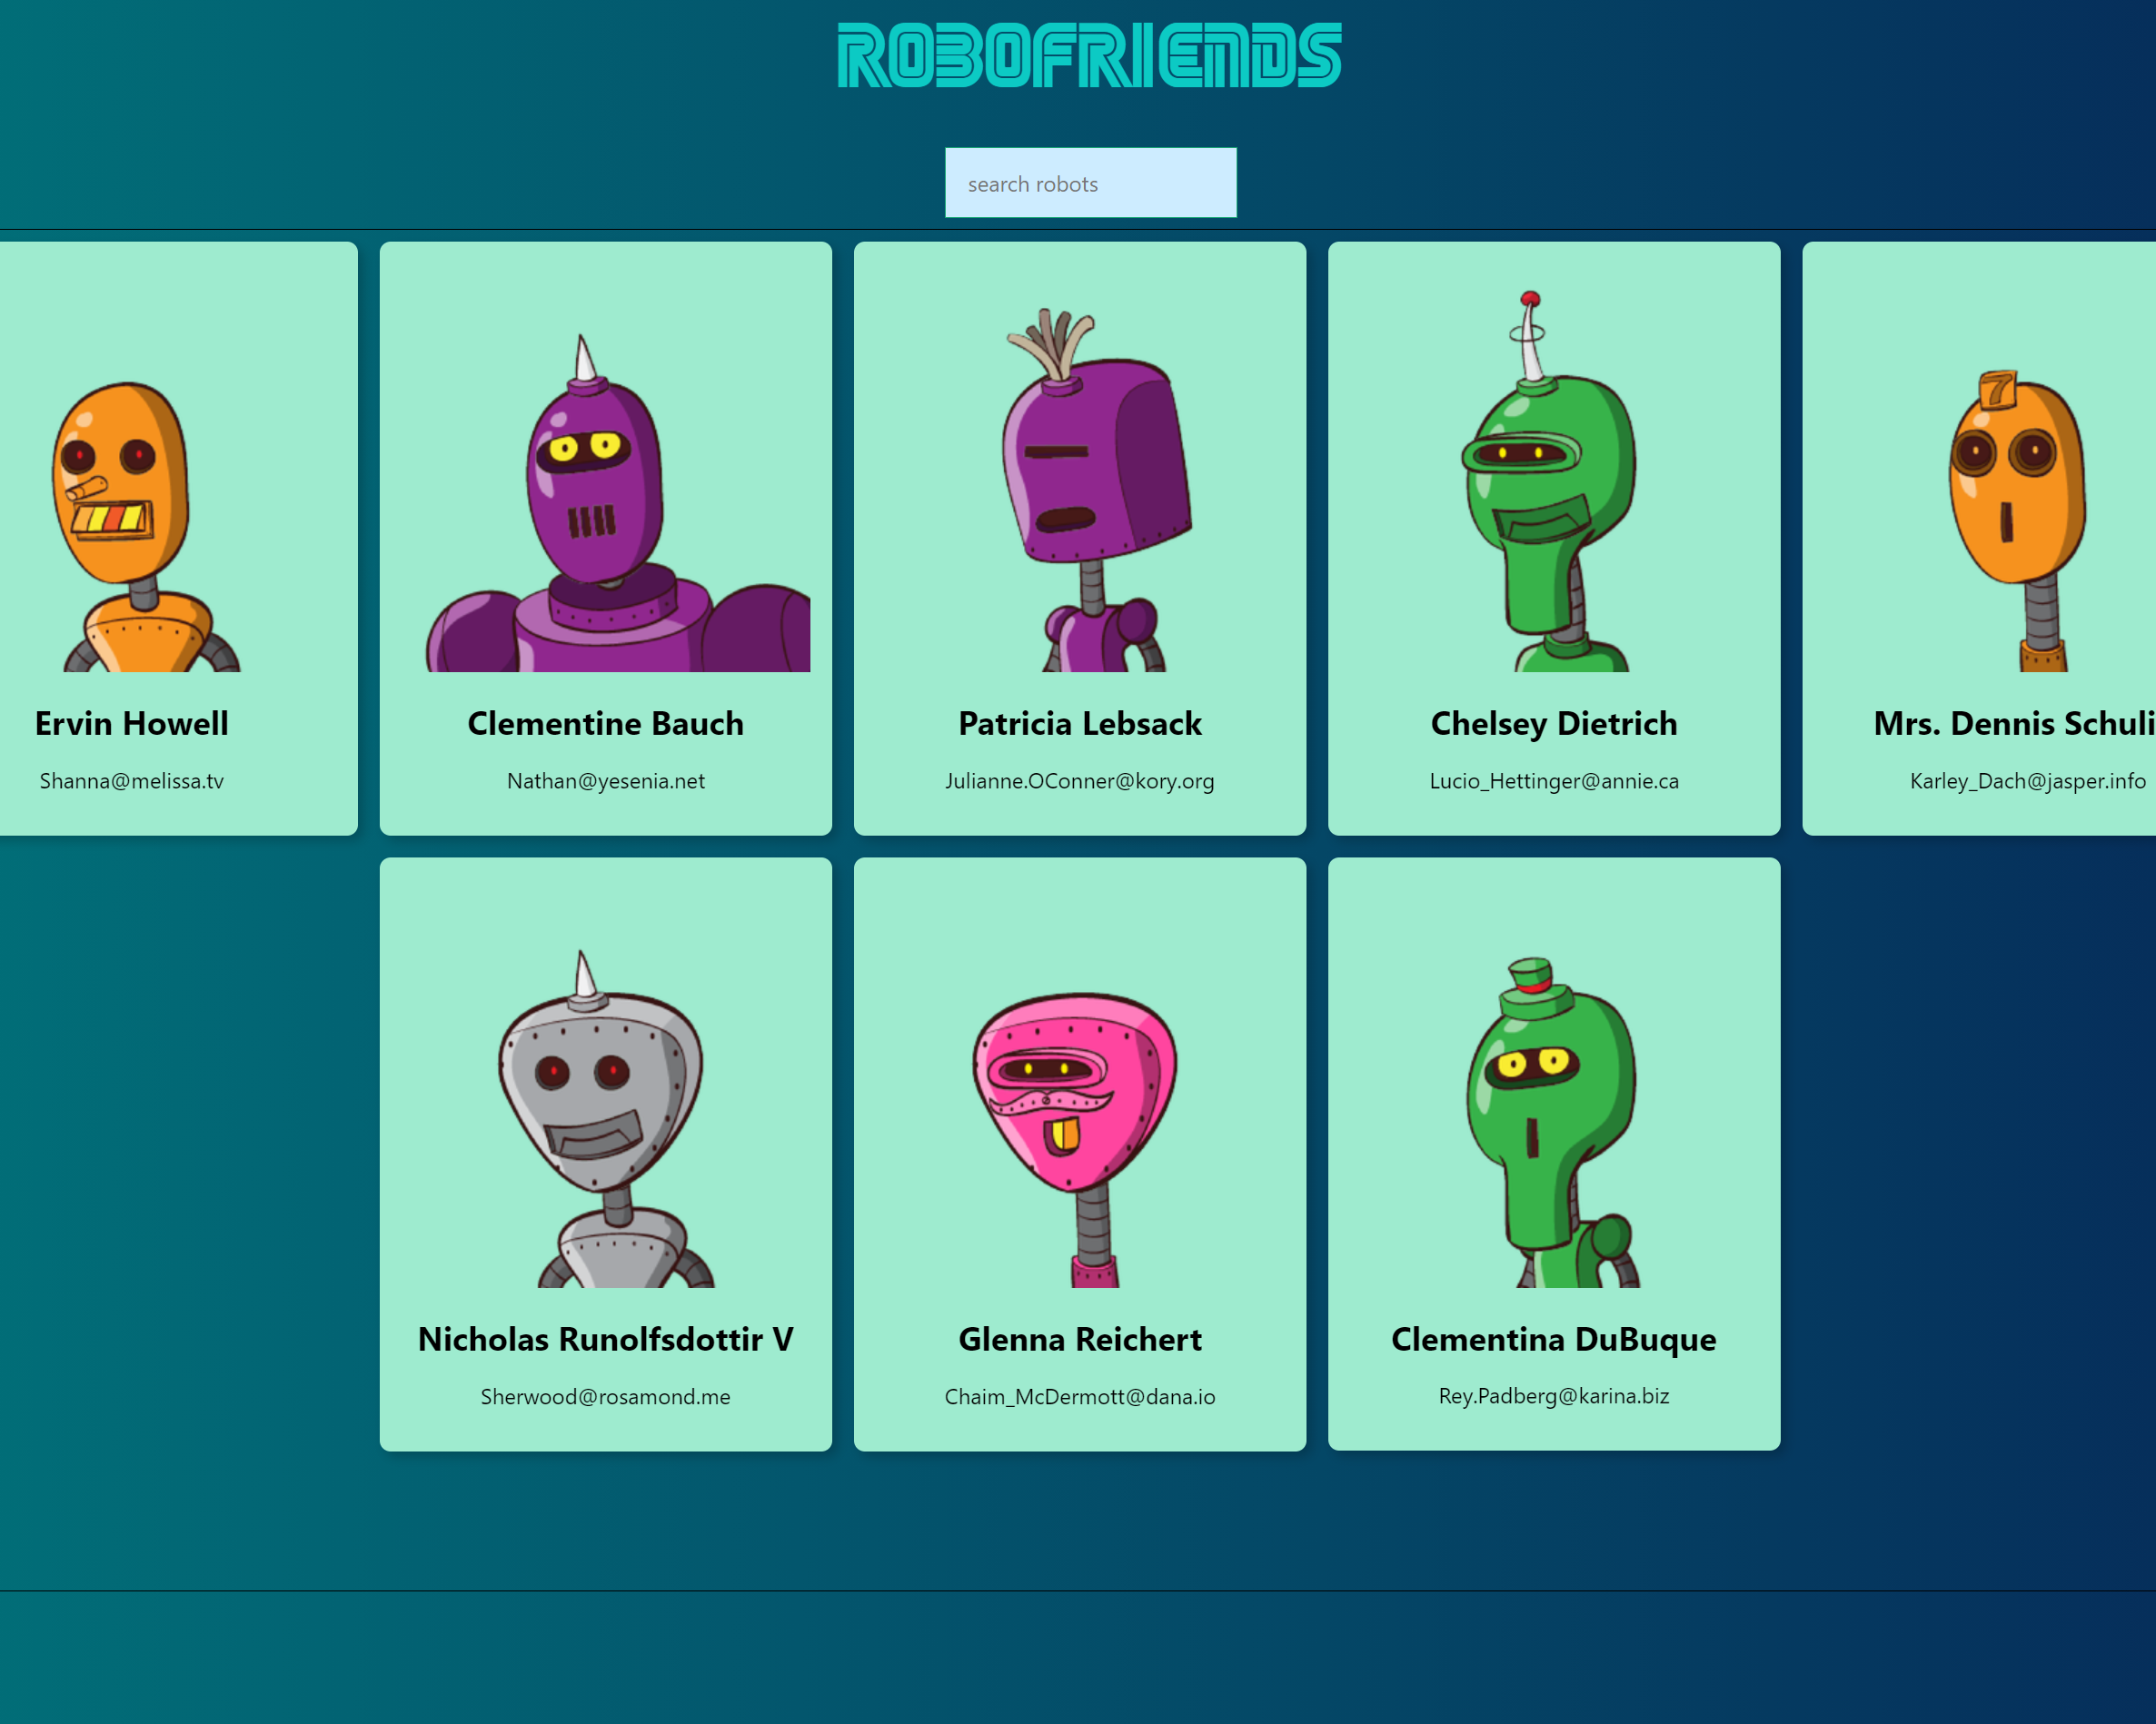 ROBOFRIENDS
search robots
Ervin Howell
Shanna@melissa.tv
Clementine Bauch
Nathan@yesenia.net
Patricia Lebsack
Julianne.OConner@kory.org
Chelsey Dietrich
Lucio_Hettinger@annie.ca
7
Mrs. Dennis Schuli
Karley_Dach@jasper.info
Nicholas Runolfsdottir V
Sherwood@rosamond.me
Glenna Reichert
Chaim_McDermott@dana.io
Clementina DuBuque
Rey.Padberg@karina.biz